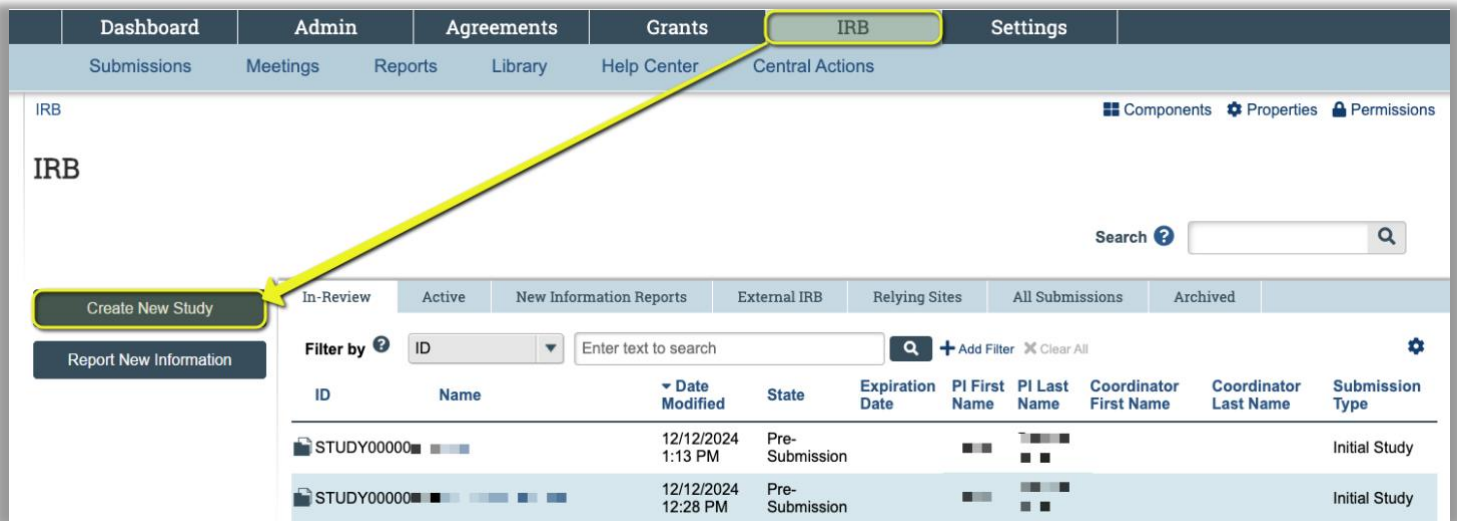 Dashboard Admin Agreements Grants IRB Settings
Submissions Meetings Reports Library Help Center Central Actions
IRB
Components Properties Permissions
IRB
Search ?
Create New Study
Report New Information
In-Review Active New Information Reports External IRB Relying Sites All Submissions Archived
Filter by ? ID Enter text to search + Add Filter Clear All
ID Name Date Modified State Expiration Date PI First Name PI Last Name Coordinator First Name Coordinator Last Name Submission Type
STUDY00000 12/12/2024 1:13 PM Pre-Submission Initial Study
STUDY00000 12/12/2024 12:28 PM Pre-Submission Initial Study